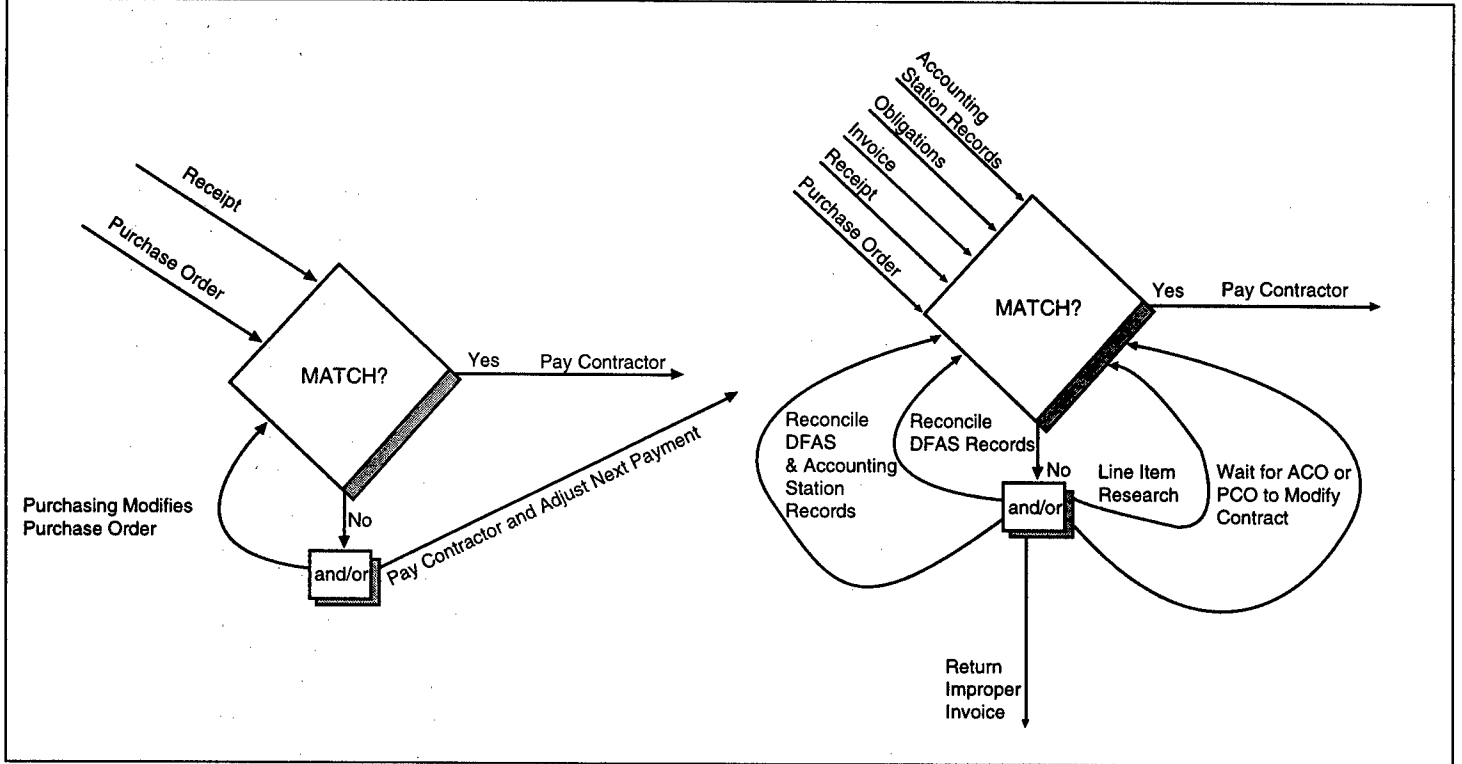 Receipt
Purchase Order
MATCH?
Yes
Pay Contractor
Purchasing Modifies
Purchase Order
No
and/or
Pay Contractor and Adjust Next Payment
Accounting
Station Records
Obligations
Invoice
Receipt
Purchase Order
MATCH?
Yes
Pay Contractor
Reconcile
DFAS
& Accounting
Station
Records
Reconcile
DFAS Records
No
and/or
Line Item
Research
Wait for ACO or
PCO to Modify
Contract
Return
Improper
Invoice